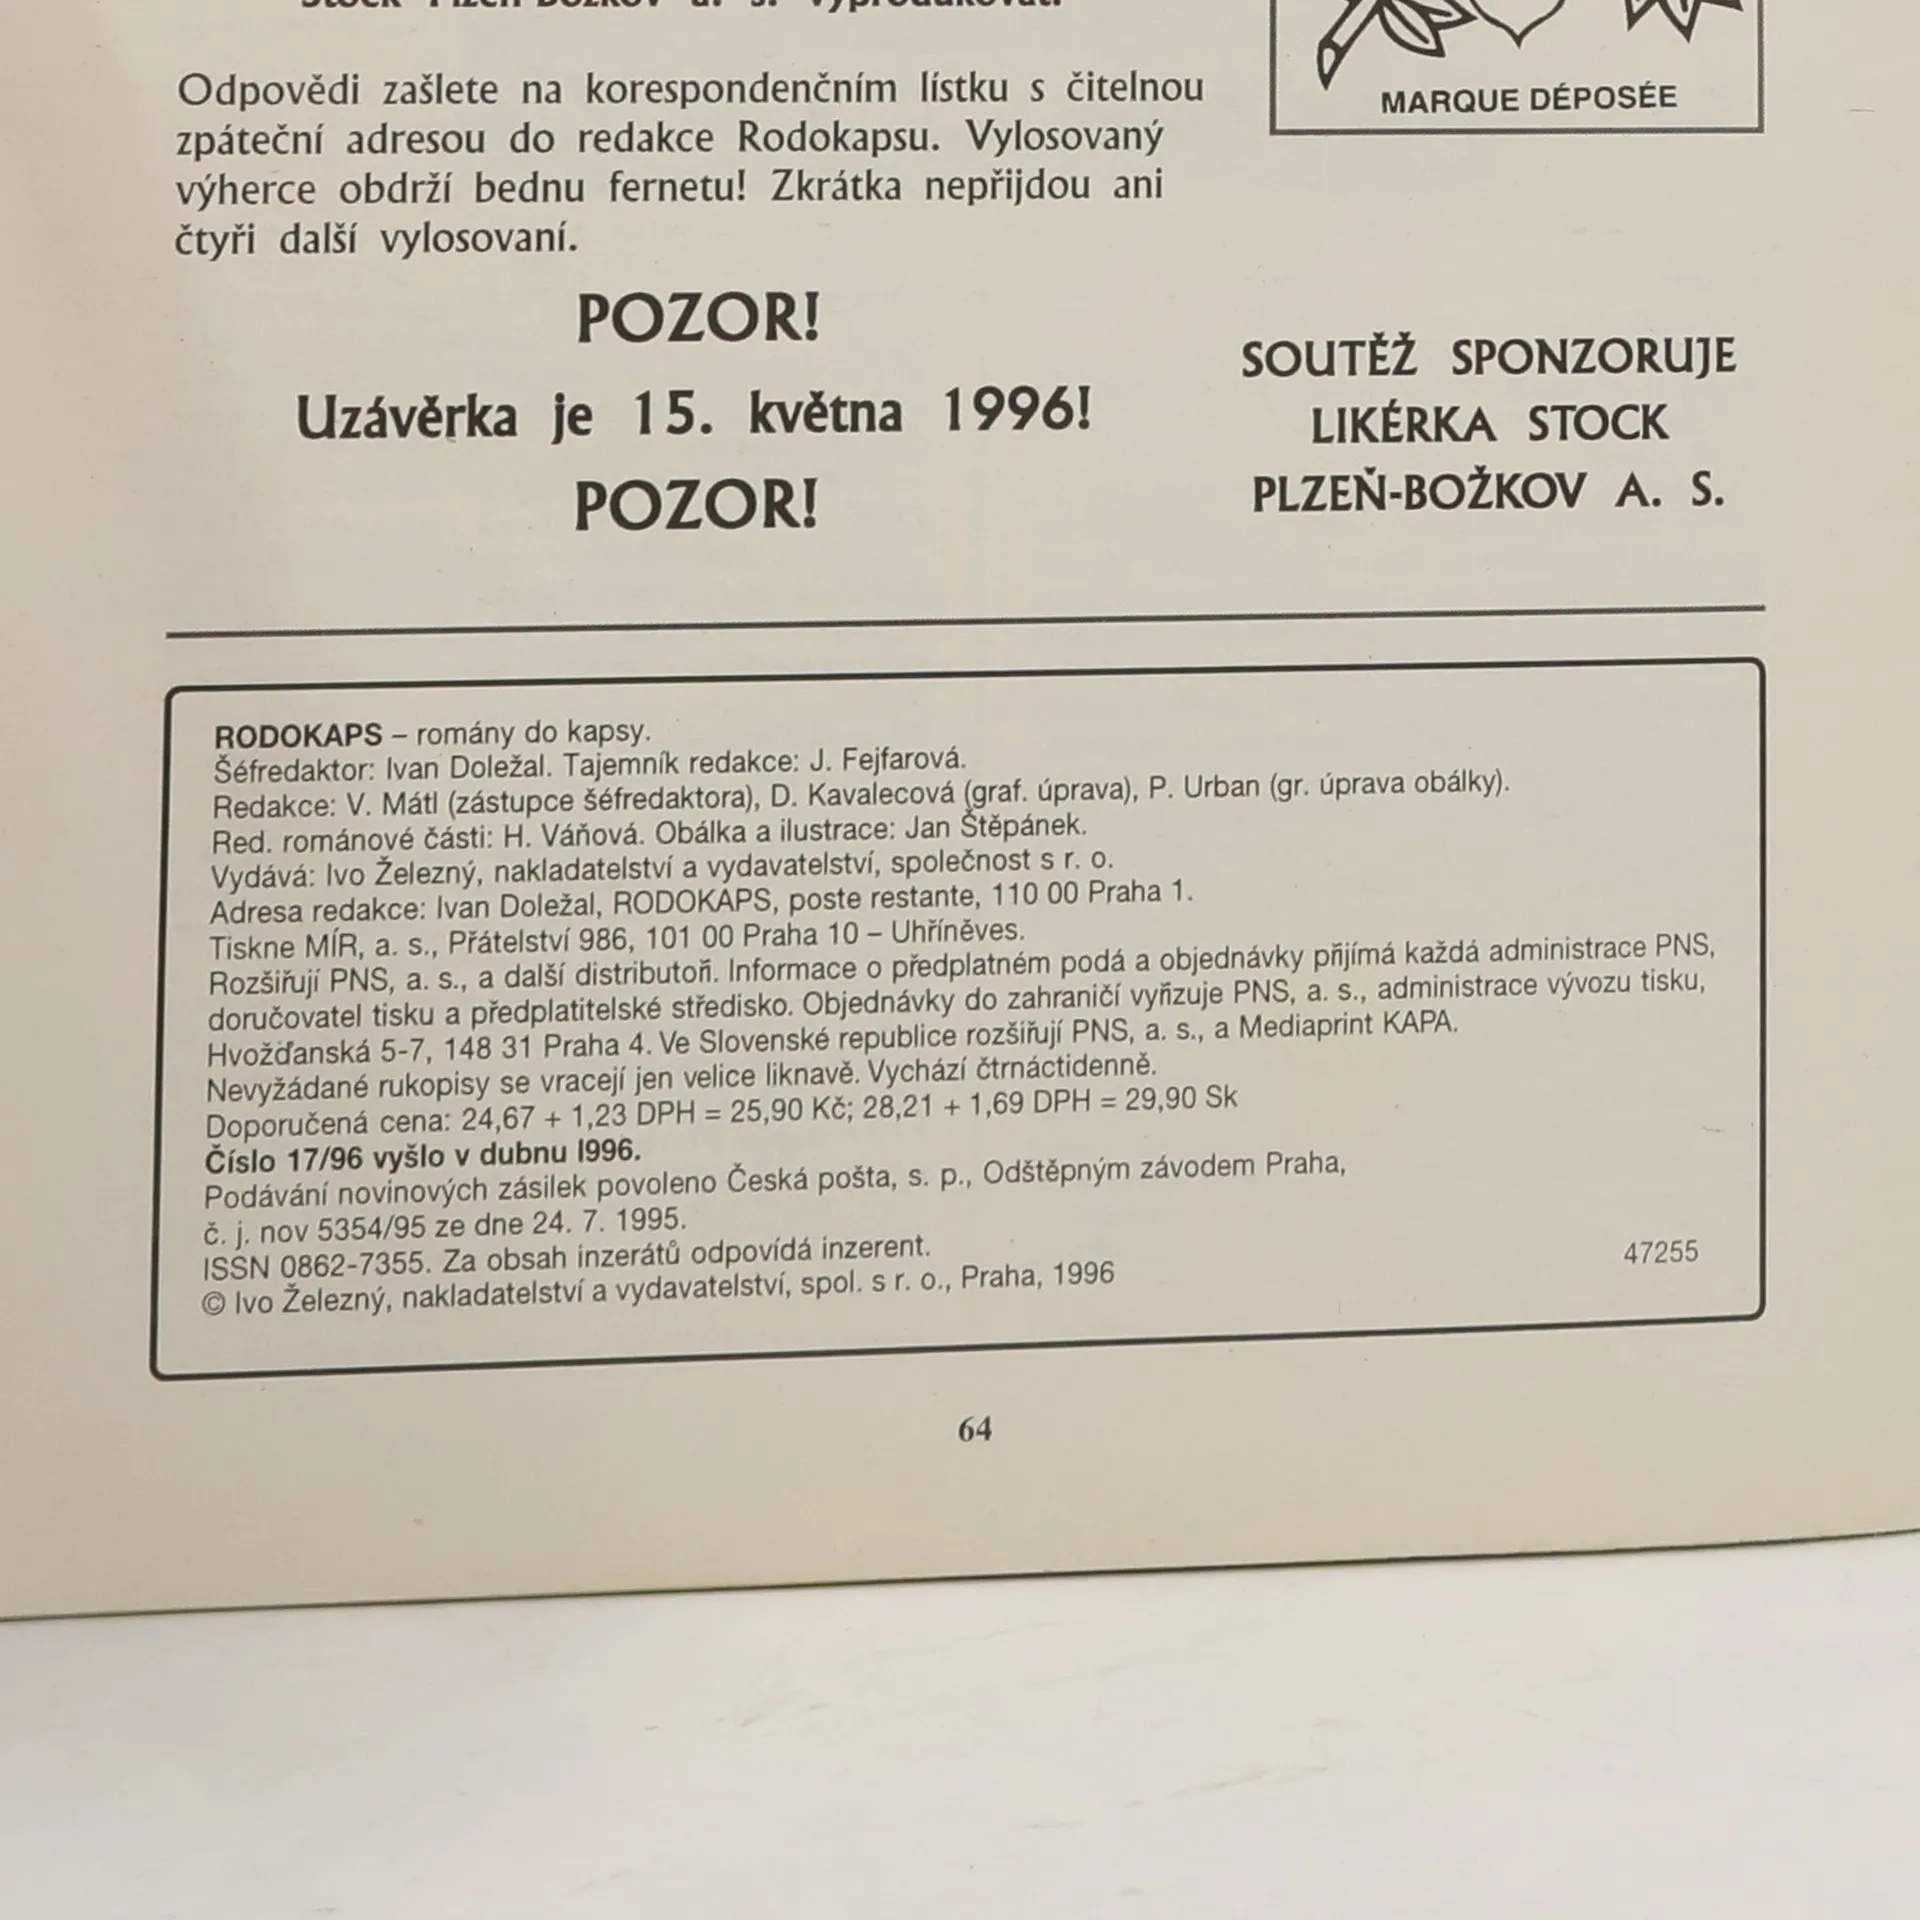 Stock Plzeň-Božkov a. s. vyprodukoval.
Odpovědi zašlete na korespondenčním lístku s čitelnou
zpáteční adresou do redakce Rodokapsu. Vylosovaný
výherce obdrží bednu fernetu! Zkrátka nepřijdou ani
čtyři další vylosovaní.
MARQUE DÉPOSÉE
POZOR!
Uzávěrka je 15. května 1996!
POZOR!
SOUTĚŽ SPONZORUJE
LIKÉRKA STOCK
PLZEŇ-BOŽKOV A. S.
RODOKAPS – romány do kapsy.
Šéfredaktor: Ivan Doležal. Tajemník redakce: J. Fejfarová.
Redakce: V. Mátl (zástupce šéfredaktora), D. Kavalecová (graf. úprava), P. Urban (gr. úprava obálky).
Red. románové části: H. Váňová. Obálka a ilustrace: Jan Štěpánek.
Vydává: Ivo Železný, nakladatelství a vydavatelství, společnost s r. o.
Adresa redakce: Ivan Doležal, RODOKAPS, poste restante, 110 00 Praha 1.
Tiskne MÍR, a. s., Přátelství 986, 101 00 Praha 10 – Uhříněves.
Rozšiřují PNS, a. s., a další distributoři. Informace o předplatném podá a objednávky přijímá každá administrace PNS,
doručovatel tisku a předplatitelské středisko. Objednávky do zahraničí vyřizuje PNS, a. s., administrace vývozu tisku,
Hvožďanská 5-7, 148 31 Praha 4. Ve Slovenské republice rozšiřují PNS, a. s., a Mediaprint KAPA.
Nevyžádané rukopisy se vracejí jen velice liknavě. Vychází čtrnáctidenně.
Doporučená cena: 24,67 + 1,23 DPH = 25,90 Kč; 28,21 + 1,69 DPH = 29,90 Sk
Číslo 17/96 vyšlo v dubnu I996.
Podávání novinových zásilek povoleno Česká pošta, s. p., Odštěpným závodem Praha,
č. j. nov 5354/95 ze dne 24. 7. 1995.
ISSN 0862-7355. Za obsah inzerátů odpovídá inzerent.
© Ivo Železný, nakladatelství a vydavatelství, spol. s r. o., Praha, 1996
47255
64